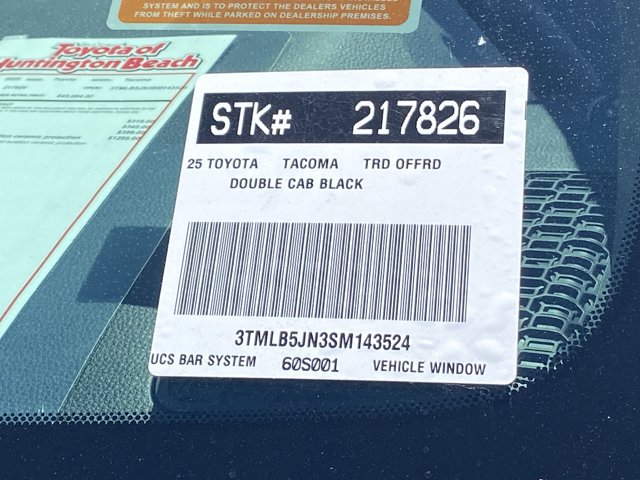 SYSTEM AND IS TO PROTECT THE DEALERS VEHICLES
FROM THEFT WHILE PARKED ON DEALERSHIP PREMISES.
Toyota of
Huntington Beach
STK# 217826
25 TOYOTA TACOMA TRD OFFRD
DOUBLE CAB BLACK
3TMLB5JN3SM143524
UCS BAR SYSTEM 60S001 VEHICLE WINDOW